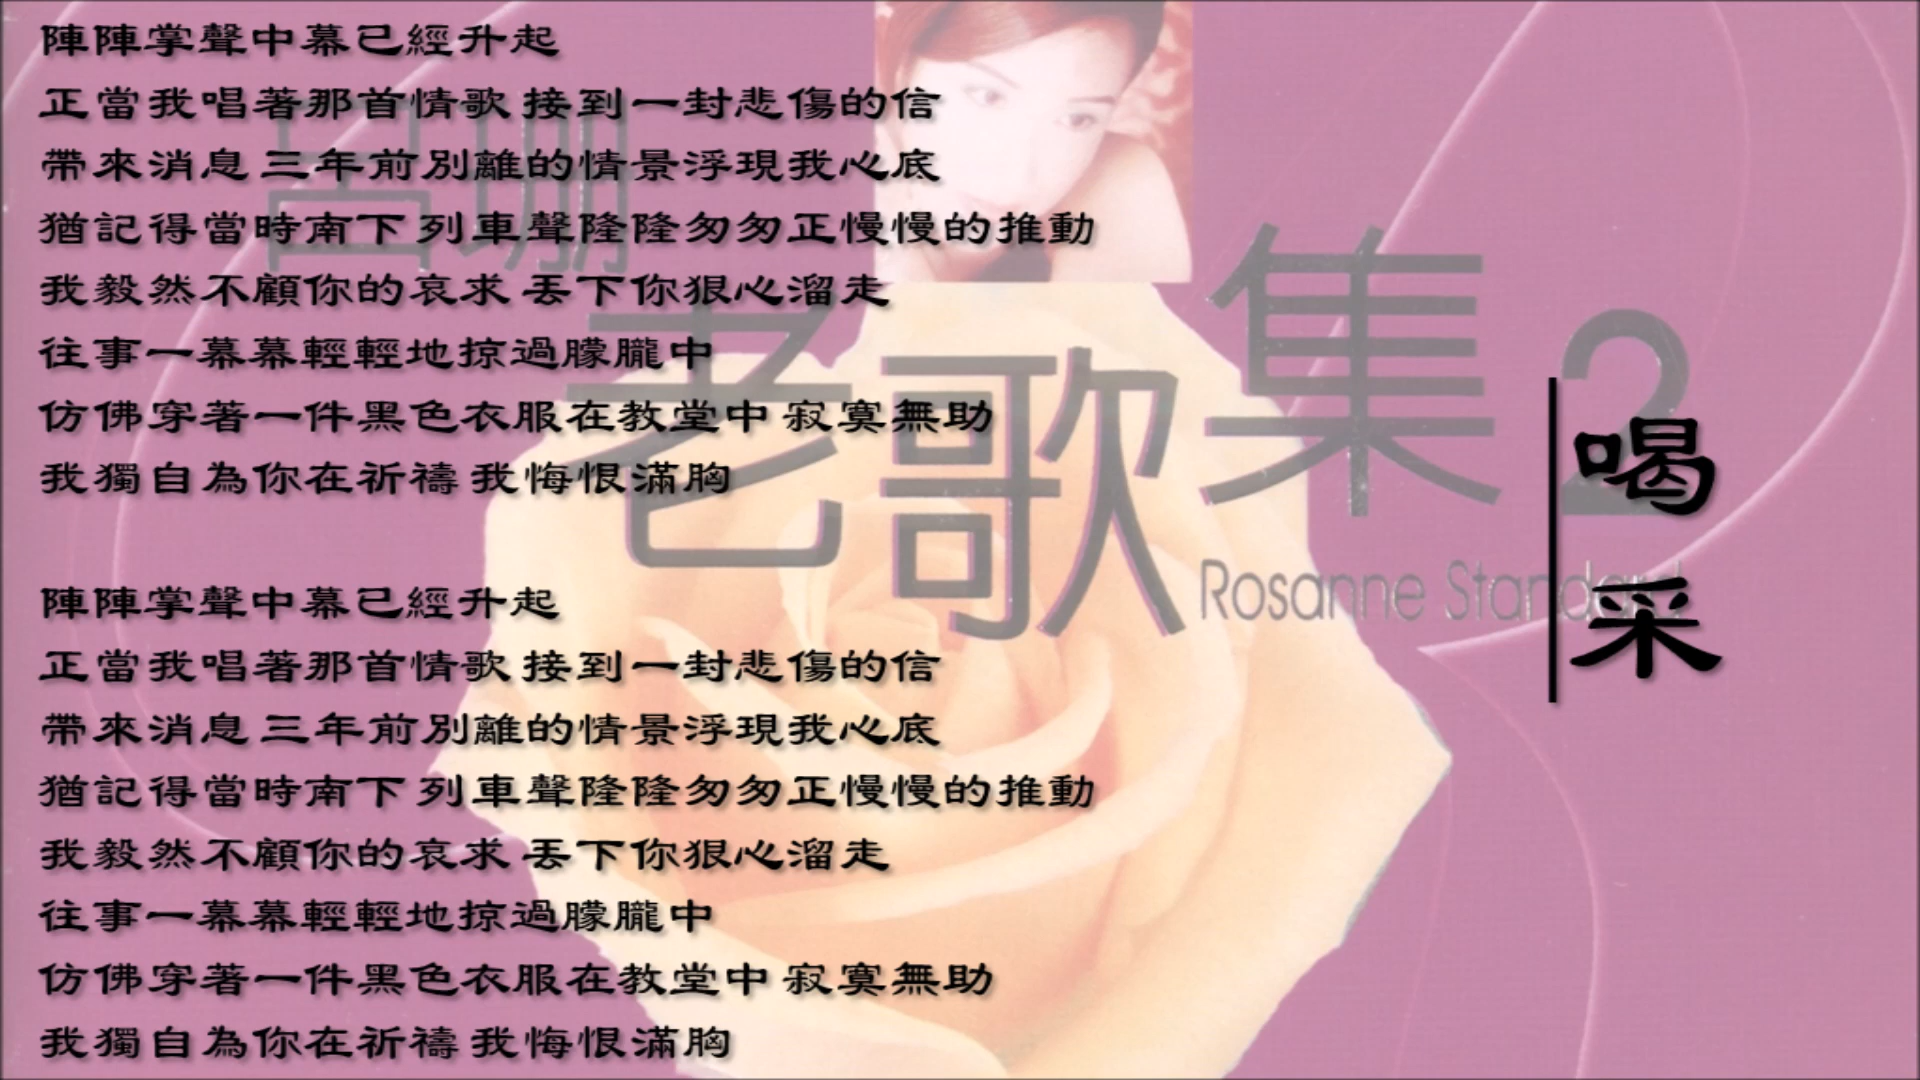 陣陣掌聲中幕已經升起
正當我唱著那首情歌 接到一封悲傷的信
帶來消息 三年前別離的情景浮現我心底
猶記得當時南下 列車聲隆隆匆匆正慢慢的推動
我毅然不顧你的哀求 丟下你狠心溜走
往事一幕幕輕輕地掠過朦朧中
仿佛穿著一件黑色衣服在教堂中 寂寞無助
我獨自為你在祈禱 我悔恨滿胸
陣陣掌聲中幕已經升起
正當我唱著那首情歌 接到一封悲傷的信
帶來消息 三年前別離的情景浮現我心底
猶記得當時南下 列車聲隆隆匆匆正慢慢的推動
我毅然不顧你的哀求 丟下你狠心溜走
往事一幕幕輕輕地掠過朦朧中
仿佛穿著一件黑色衣服在教堂中 寂寞無助
我獨自為你在祈禱 我悔恨滿胸
呂珊
老歌集2
Rosanne Standard
喝采